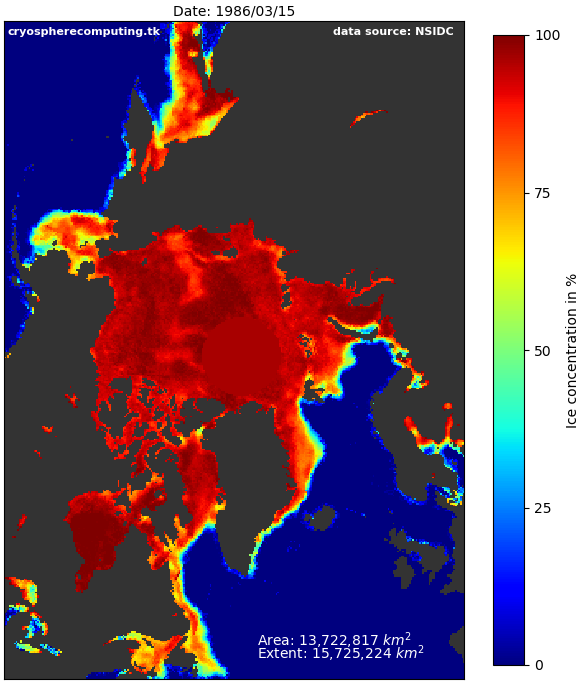 Date: 1986/03/15
cryospherecomputing.tk
data source: NSIDC
100
75
50
25
0
Ice concentration in %
Area: 13,722,817 km²
Extent: 15,725,224 km²